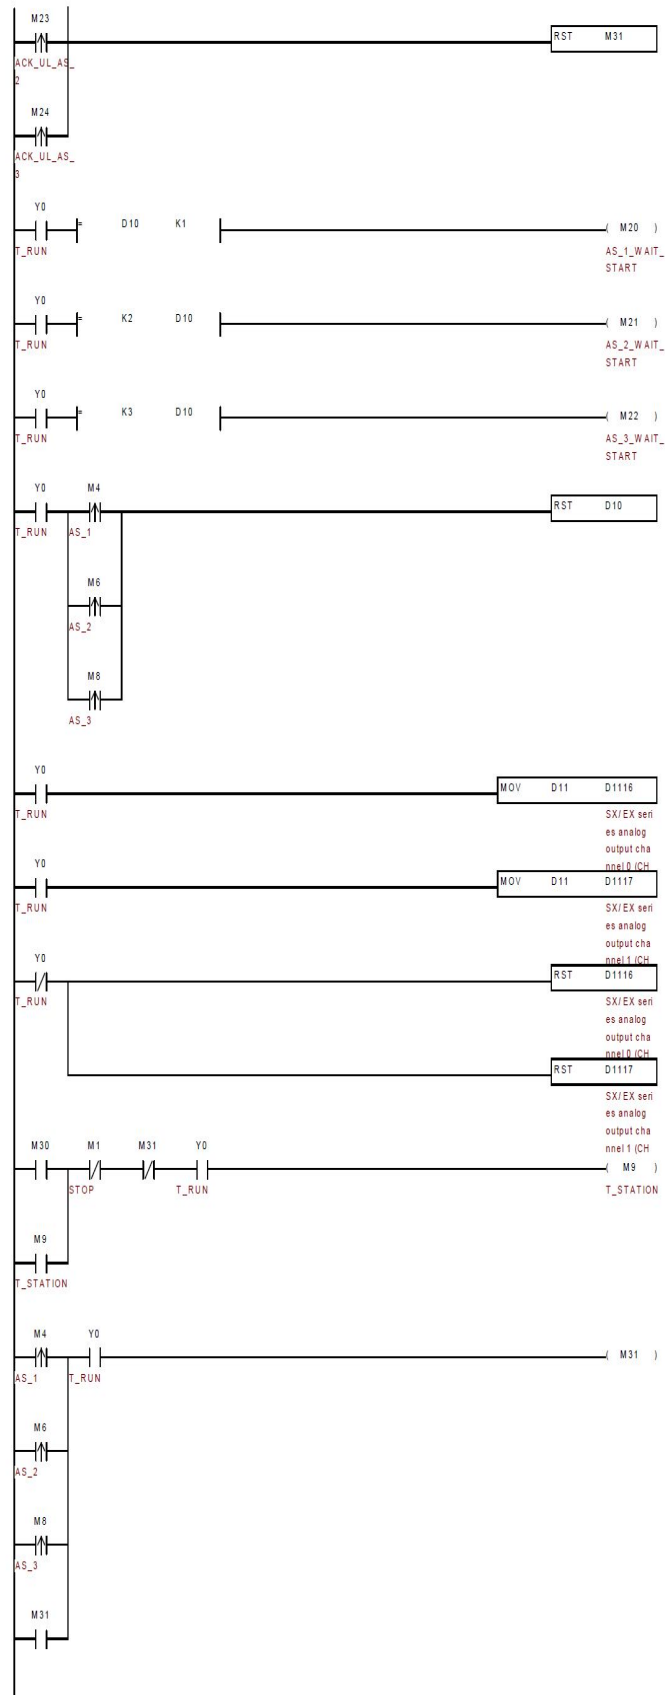 M23
RST M31
ACK_UL_AS_
2
M24
ACK_UL_AS_
3
Y0
= D10 K1
( M20 )
T_RUN
AS_1_WAIT_
START
Y0
= K2 D10
( M21 )
T_RUN
AS_2_WAIT_
START
Y0
= K3 D10
( M22 )
T_RUN
AS_3_WAIT_
START
Y0 M4
RST D10
T_RUN AS_1
M6
AS_2
M8
AS_3
Y0
MOV D11 D1116
T_RUN
SX/EX seri
es analog
output cha
nnel 0 (CH
Y0
MOV D11 D1117
T_RUN
SX/EX seri
es analog
output cha
nnel 1 (CH
Y0
RST D1116
T_RUN
SX/EX seri
es analog
output cha
nnel 0 (CH
RST D1117
SX/EX seri
es analog
output cha
nnel 1 (CH
M30 M1 M31 Y0
( M9 )
STOP T_RUN T_STATION
M9
T_STATION
M4 Y0
( M31 )
AS_1 T_RUN
M6
AS_2
M8
AS_3
M31